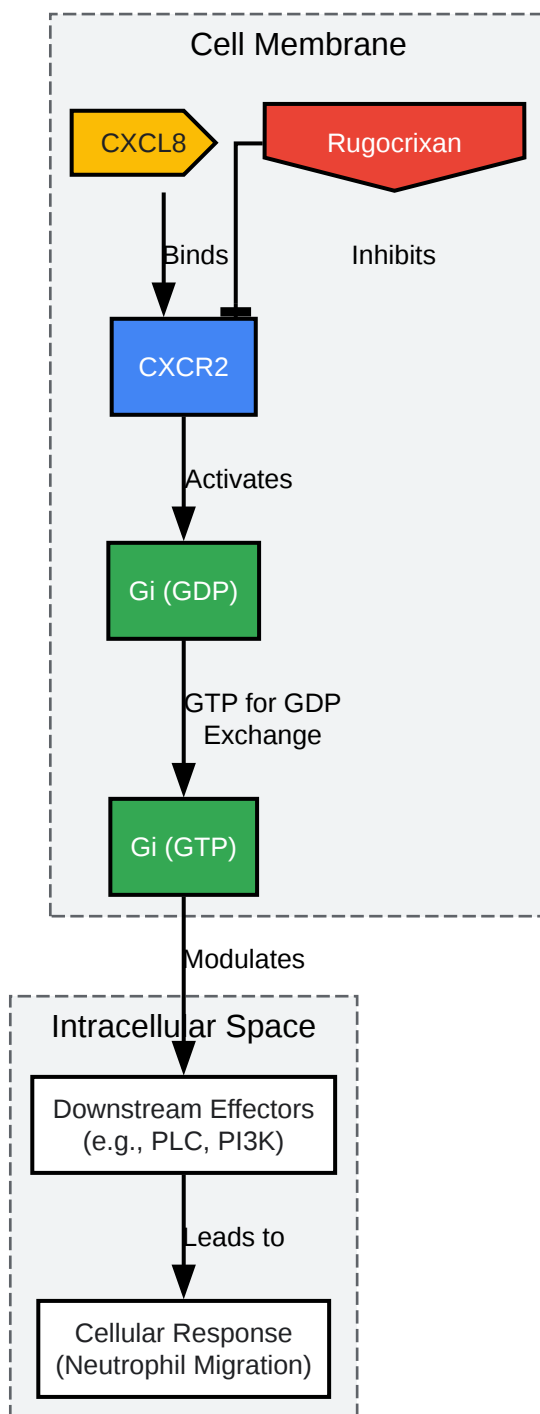 Cell Membrane
CXCL8
Rugocrixan
Binds
Inhibits
CXCR2
Activates
Gi (GDP)
GTP for GDP
Exchange
Gi (GTP)
Modulates
Intracellular Space
Downstream Effectors
(e.g., PLC, PI3K)
Leads to
Cellular Response
(Neutrophil Migration)